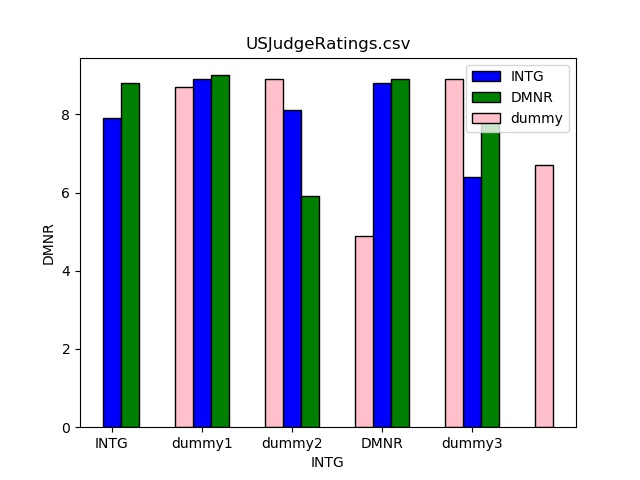 USJudgeRatings.csv
INTG
DMNR
dummy
8
6
4
2
0
DMNR
INTG dummy1 dummy2 DMNR dummy3
INTG